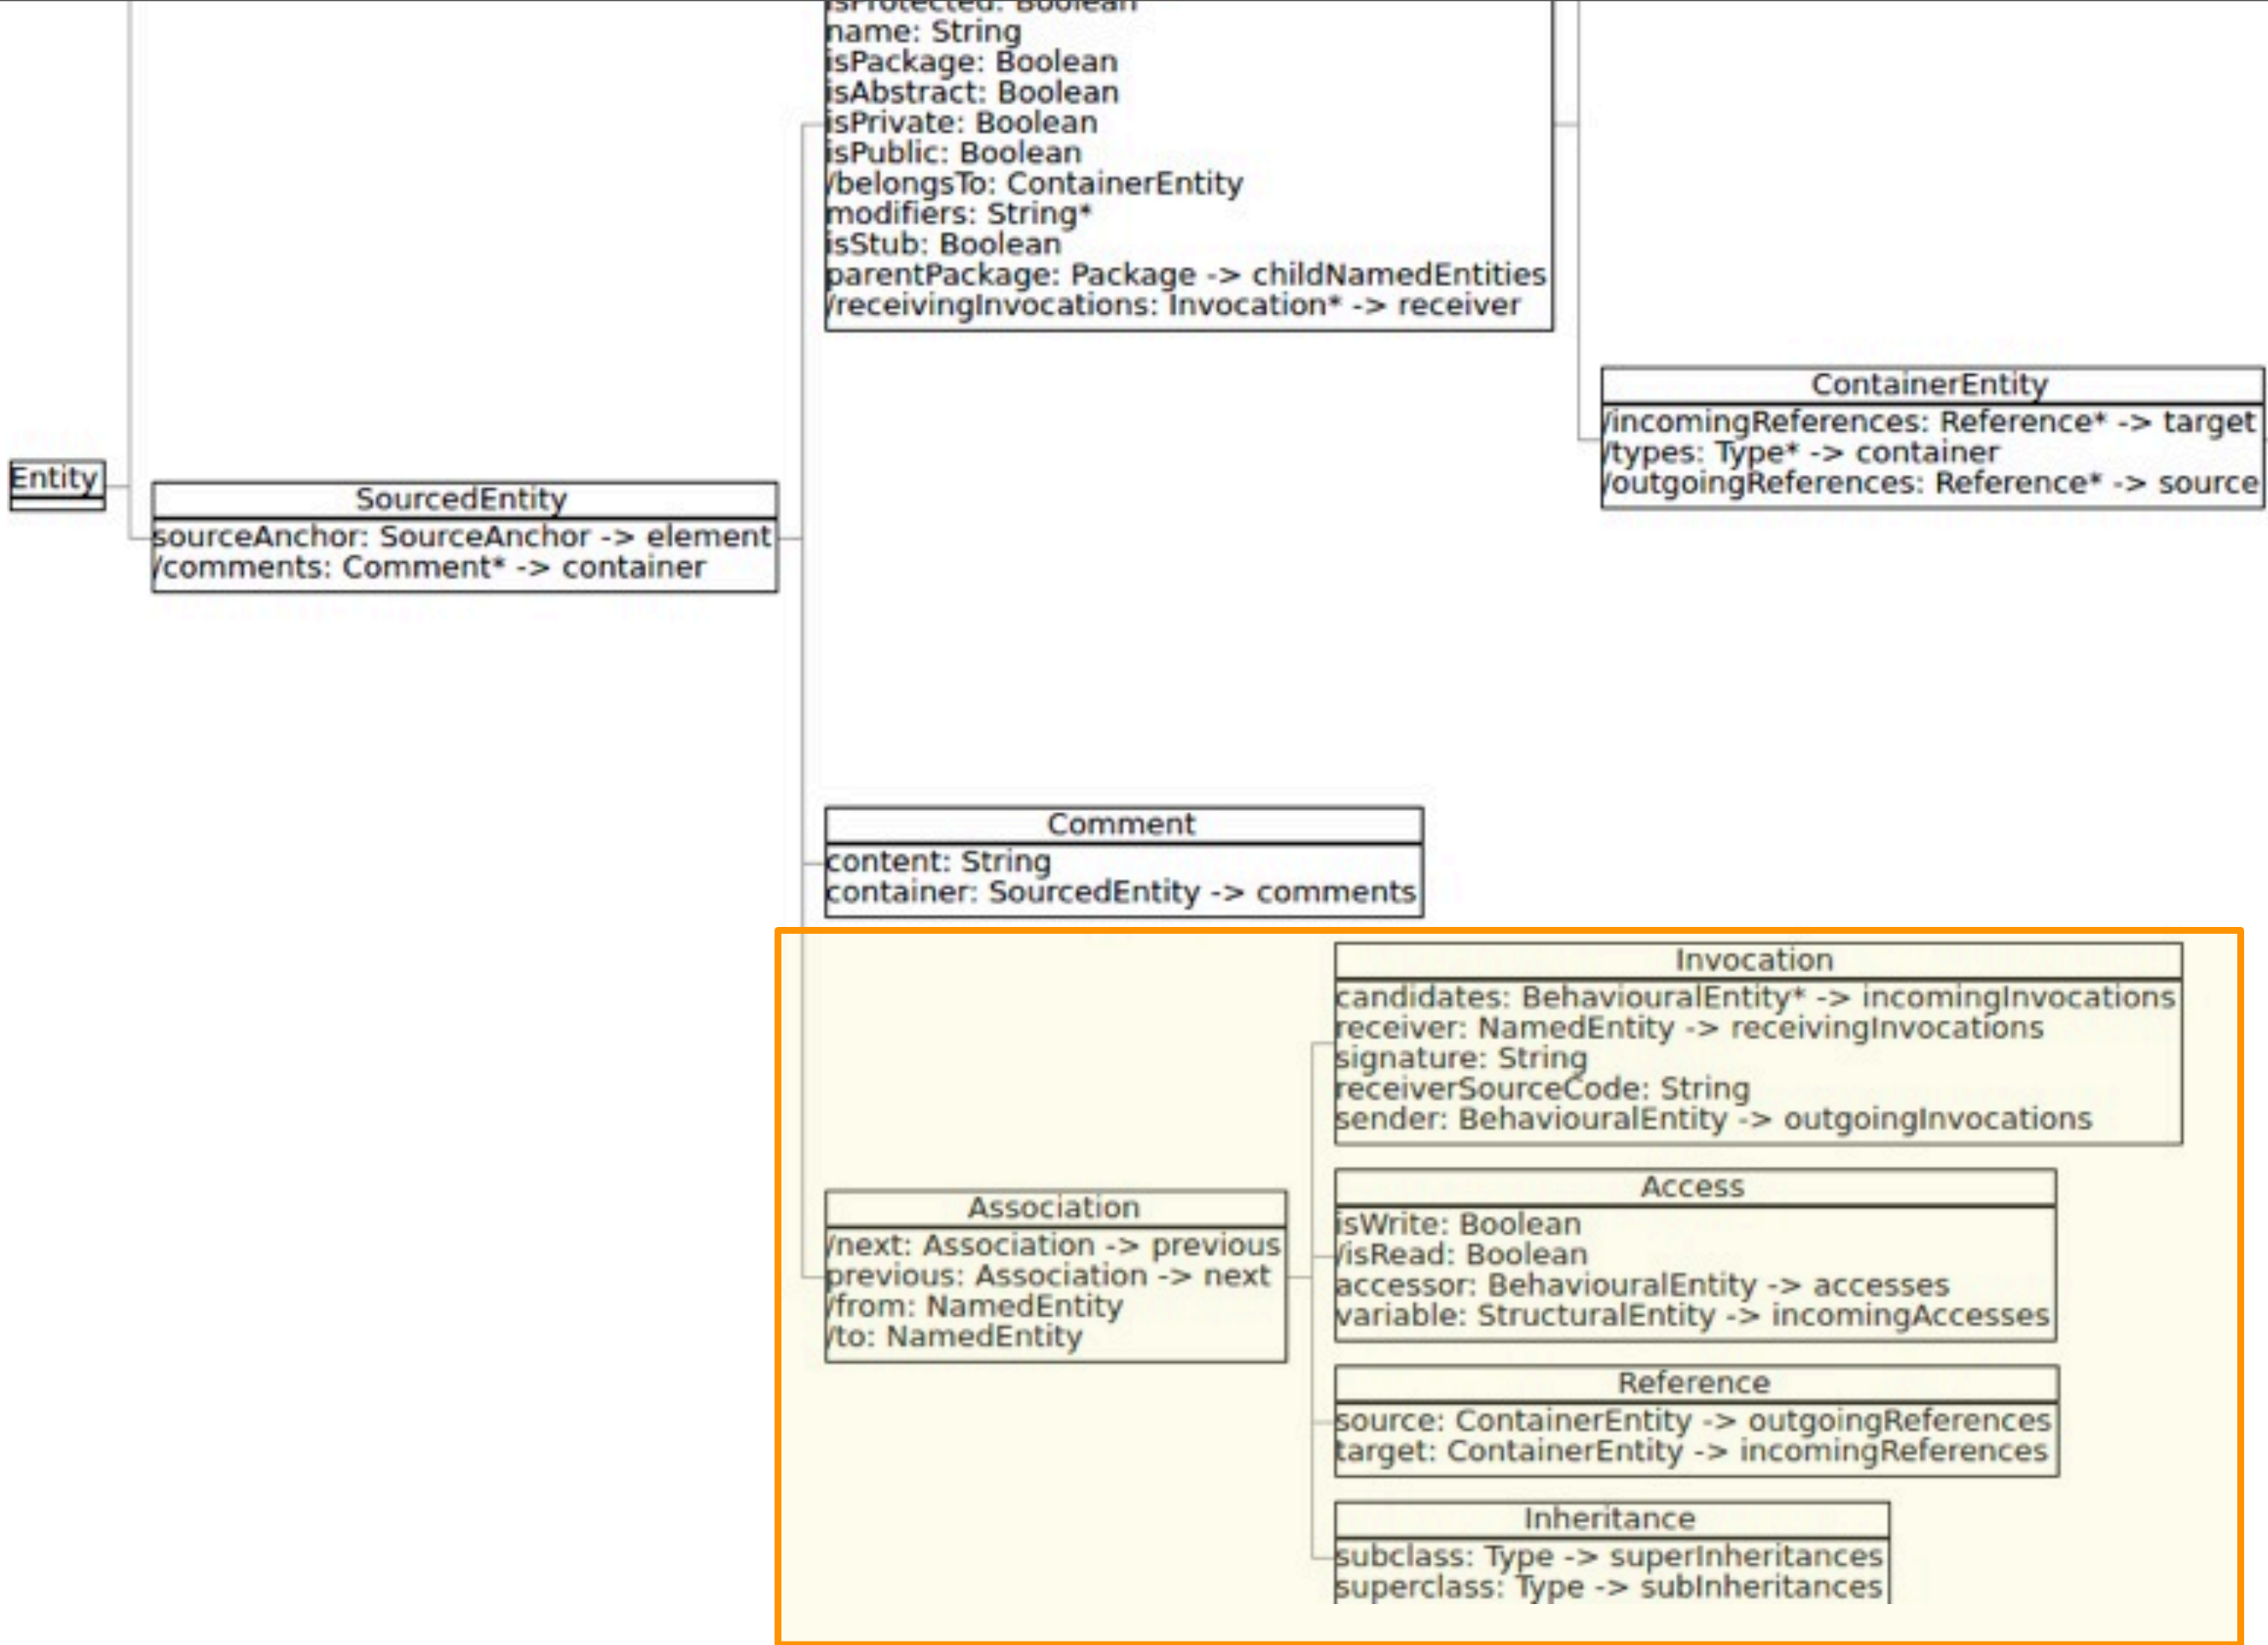 isProtected: Boolean
name: String
isPackage: Boolean
isAbstract: Boolean
isPrivate: Boolean
isPublic: Boolean
/belongsTo: ContainerEntity
modifiers: String*
isStub: Boolean
parentPackage: Package -> childNamedEntities
/receivingInvocations: Invocation* -> receiver
ContainerEntity
/incomingReferences: Reference* -> target
/types: Type* -> container
/outgoingReferences: Reference* -> source
Entity
SourcedEntity
sourceAnchor: SourceAnchor -> element
/comments: Comment* -> container
Comment
content: String
container: SourcedEntity -> comments
Invocation
candidates: BehaviouralEntity* -> incomingInvocations
receiver: NamedEntity -> receivingInvocations
signature: String
receiverSourceCode: String
sender: BehaviouralEntity -> outgoingInvocations
Association
/next: Association -> previous
previous: Association -> next
/from: NamedEntity
/to: NamedEntity
Access
isWrite: Boolean
/isRead: Boolean
accessor: BehaviouralEntity -> accesses
variable: StructuralEntity -> incomingAccesses
Reference
source: ContainerEntity -> outgoingReferences
target: ContainerEntity -> incomingReferences
Inheritance
subclass: Type -> superInheritances
superclass: Type -> subInheritances